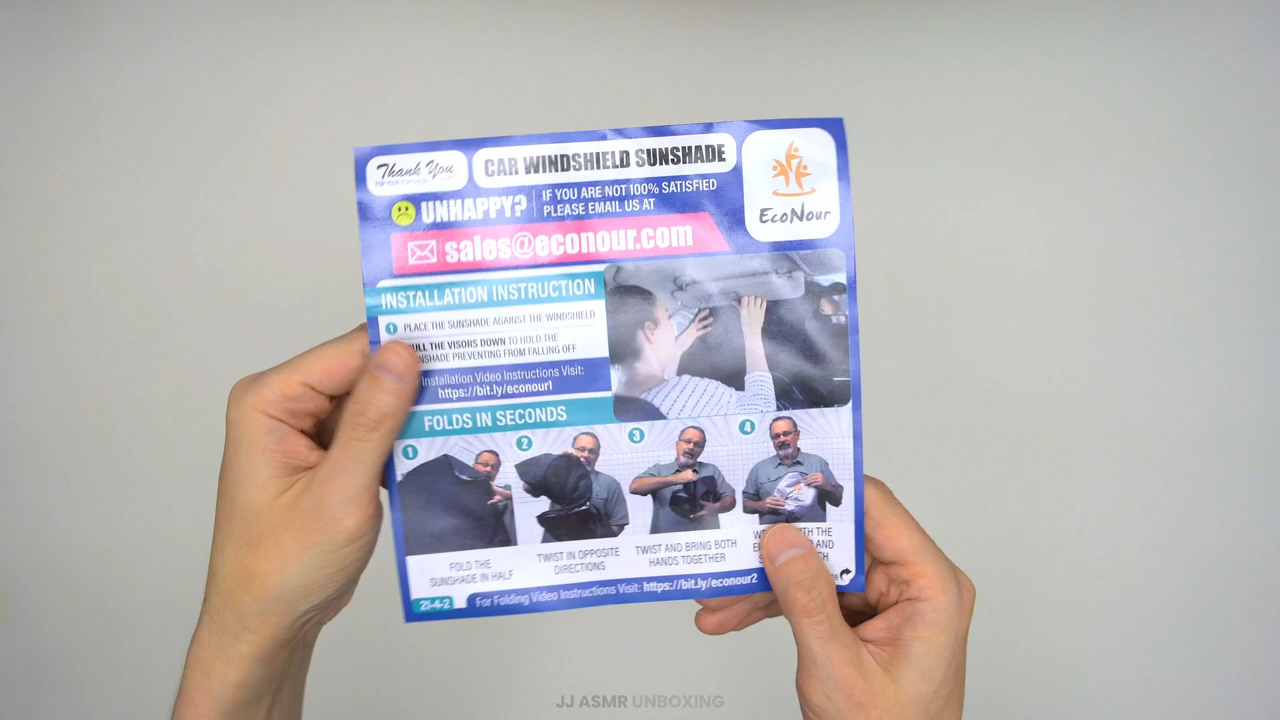 Thank You
FOR YOUR PURCHASE
CAR WINDSHIELD SUNSHADE
EcoNour
UNHAPPY?
IF YOU ARE NOT 100% SATISFIED
PLEASE EMAIL US AT
sales@econour.com
INSTALLATION INSTRUCTION
1 PLACE THE SUNSHADE AGAINST THE WINDSHIELD
THE VISORS DOWN TO HOLD THE
PREVENTING FROM FALLING OFF
Installation Video Instructions Visit:
https://bit.ly/econour1
FOLDS IN SECONDS
1
2
3
4
EcoNour
FOLD THE
SUNSHADE IN HALF
TWIST IN OPPOSITE
DIRECTIONS
TWIST AND BRING BOTH
HANDS TOGETHER
THE
AND
21-4-2
For Folding Video Instructions Visit: https://bit.ly/econour2
JJ ASMR UNBOXING